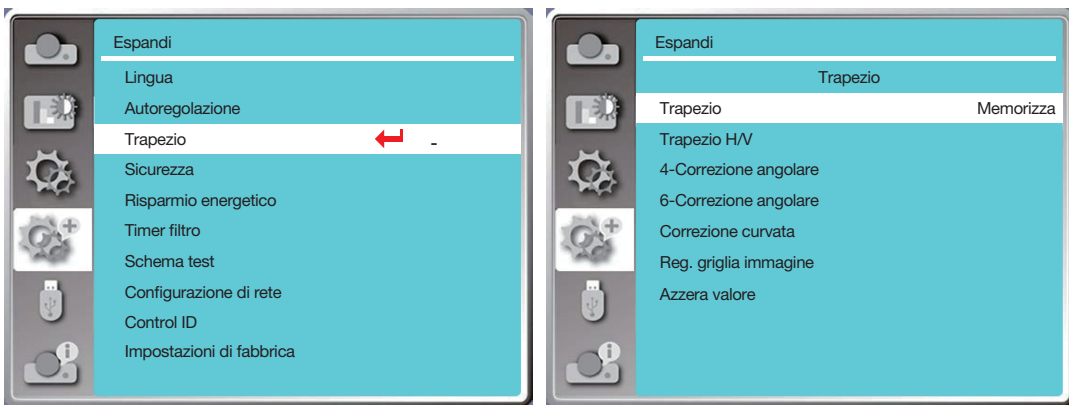 Espandi
Lingua
Autoregolazione
Trapezio -
Sicurezza
Risparmio energetico
Timer filtro
Schema test
Configurazione di rete
Control ID
Impostazioni di fabbrica
Espandi
Trapezio
Trapezio Memorizza
Trapezio H/V
4-Correzione angolare
6-Correzione angolare
Correzione curvata
Reg. griglia immagine
Azzera valore